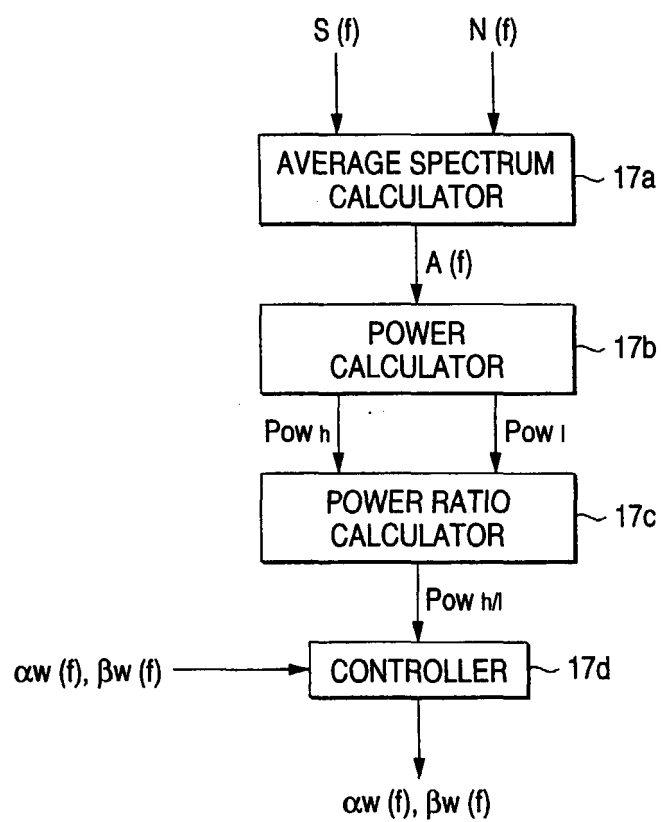 S (f) N (f)
AVERAGE SPECTRUM
CALCULATOR
17a
A (f)
POWER
CALCULATOR
17b
Pow h Pow l
POWER RATIO
CALCULATOR
17c
Pow h/l
αw (f), βw (f)
CONTROLLER
17d
αw (f), βw (f)